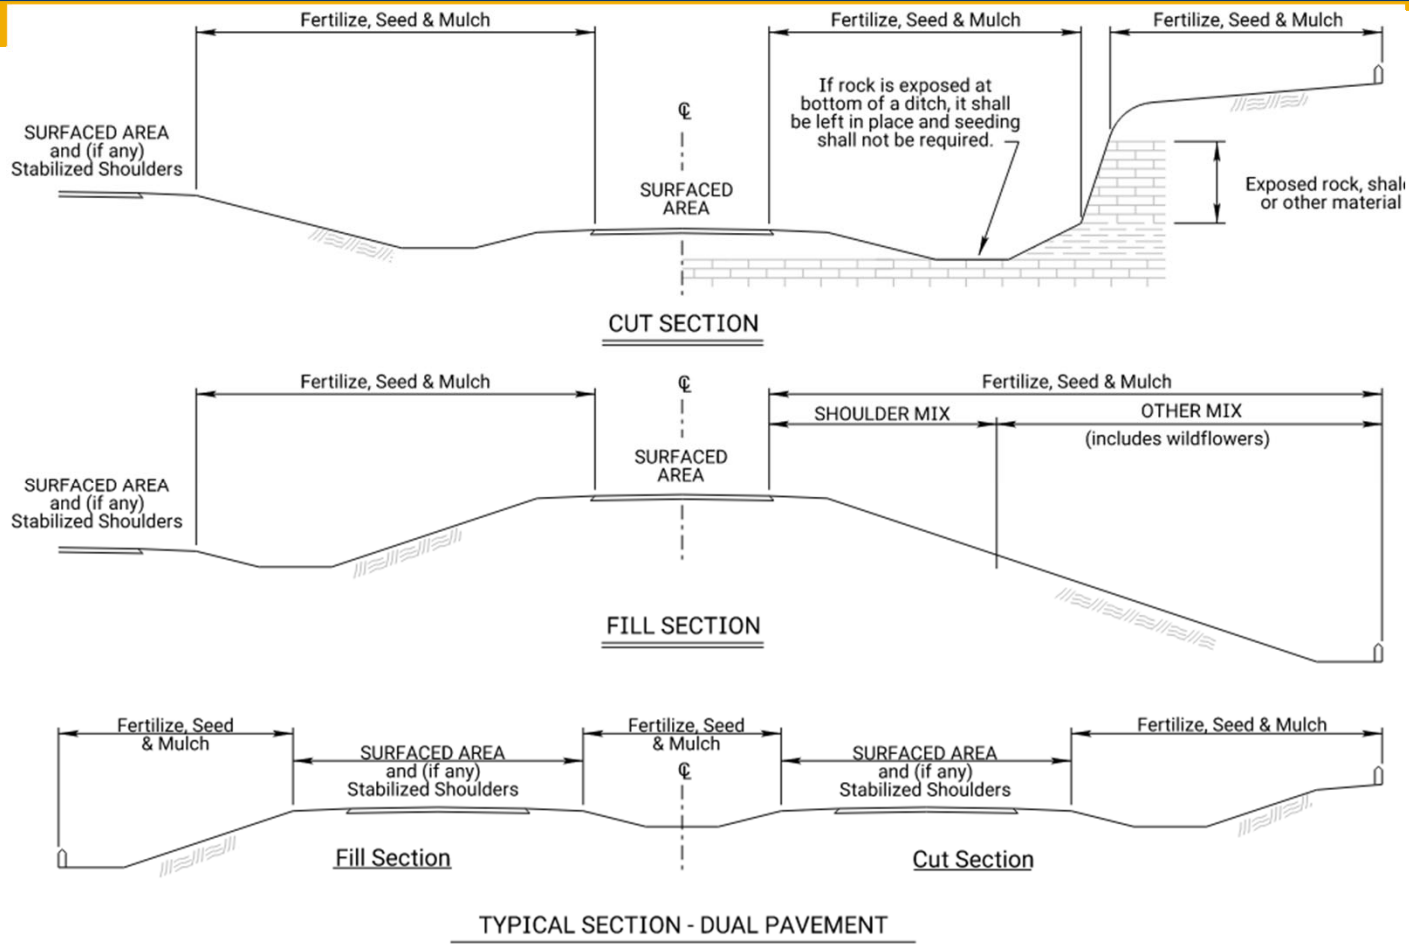 Fertilize, Seed & Mulch
Fertilize, Seed & Mulch
Fertilize, Seed & Mulch
If rock is exposed at
bottom of a ditch, it shall
be left in place and seeding
shall not be required.
℄
SURFACED AREA
and (if any)
Stabilized Shoulders
SURFACED
AREA
Exposed rock, shal
or other material
CUT SECTION
Fertilize, Seed & Mulch
℄
Fertilize, Seed & Mulch
SHOULDER MIX
OTHER MIX
(includes wildflowers)
SURFACED
AREA
SURFACED AREA
and (if any)
Stabilized Shoulders
FILL SECTION
Fertilize, Seed
& Mulch
Fertilize, Seed
& Mulch
Fertilize, Seed & Mulch
SURFACED AREA
and (if any)
Stabilized Shoulders
℄
SURFACED AREA
and (if any)
Stabilized Shoulders
Fill Section
Cut Section
TYPICAL SECTION - DUAL PAVEMENT